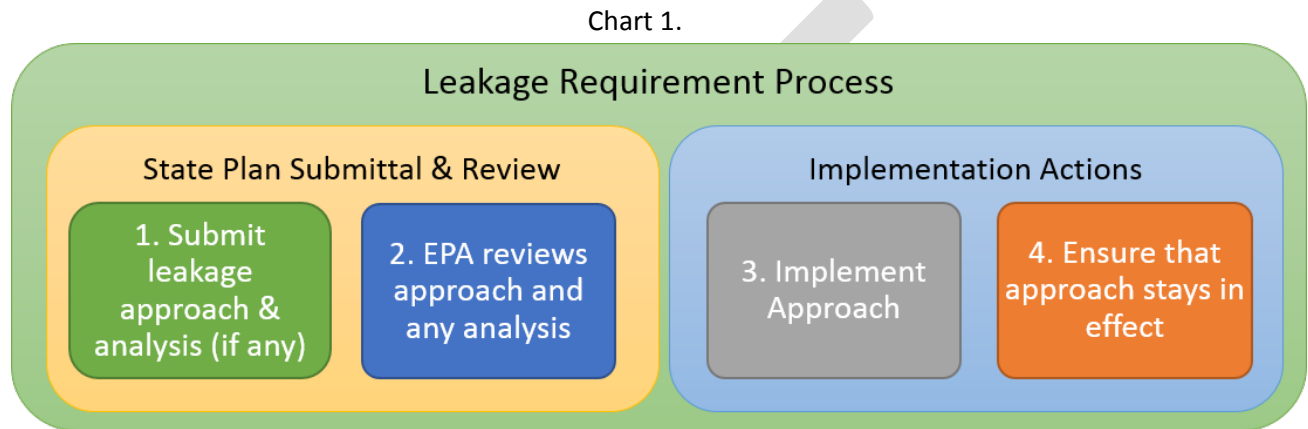 Chart 1.
Leakage Requirement Process
State Plan Submittal & Review
1. Submit
leakage
approach &
analysis (if any)
2. EPA reviews
approach and
any analysis
Implementation Actions
3. Implement
Approach
4. Ensure that
approach stays in
effect